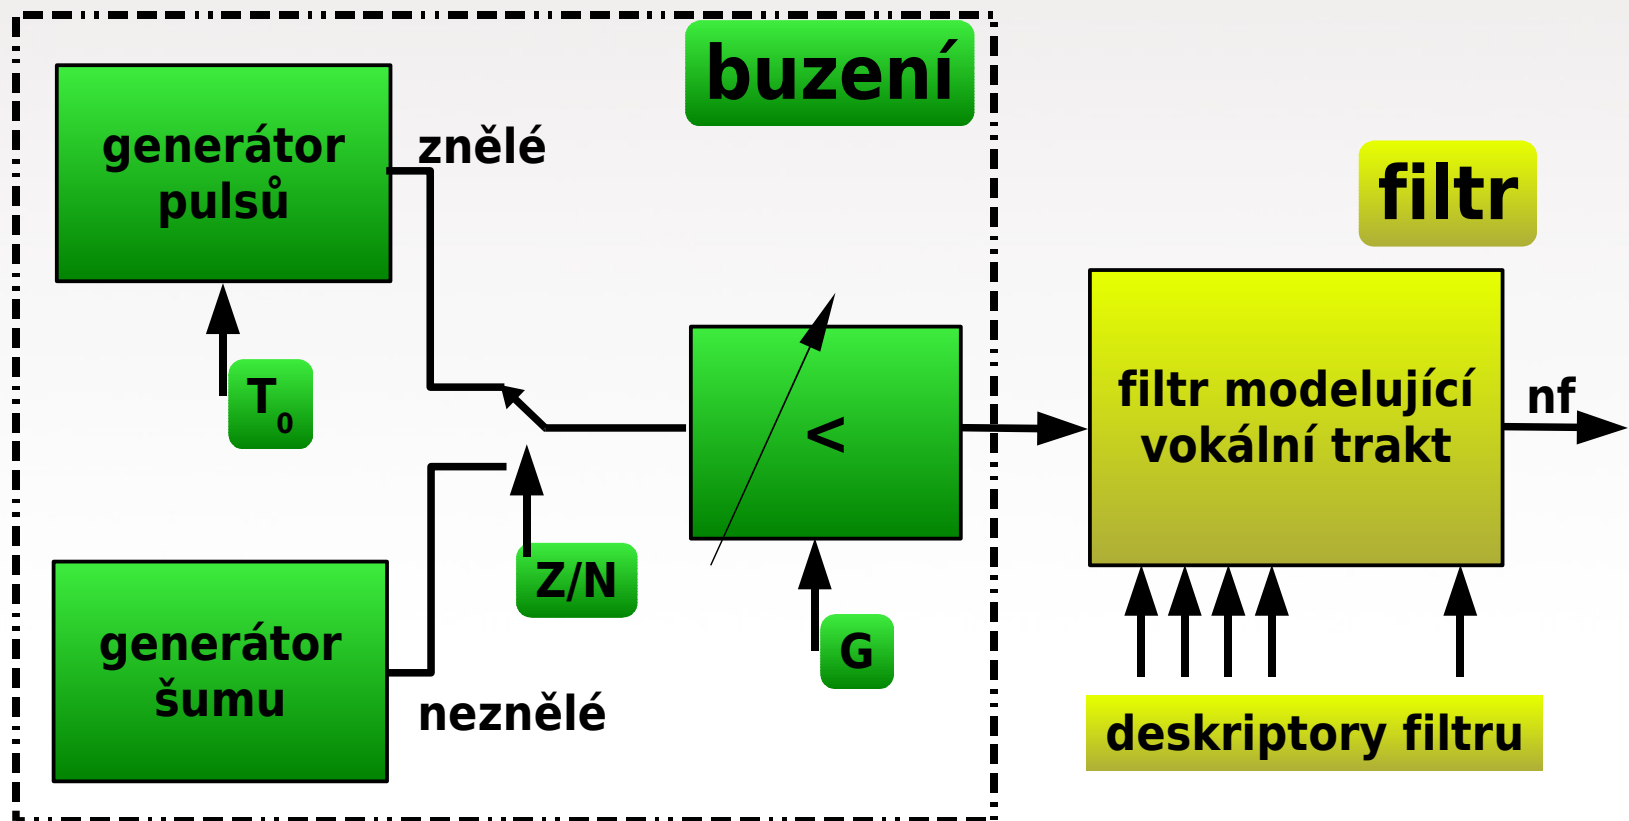 buzení
generátor
pulsů
znělé
T0
filtr
<
filtr modelující
vokální trakt
nf
Z/N
generátor
šumu
neznělé
G
deskriptory filtru